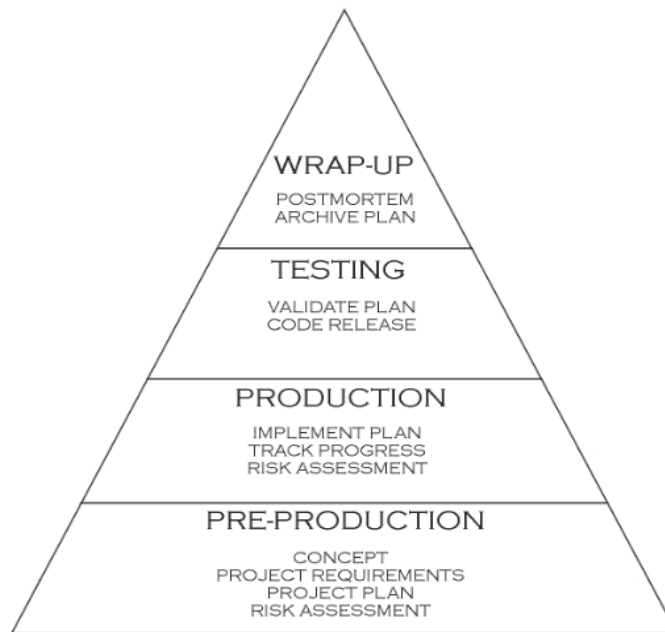 WRAP-UP
POSTMORTEM
ARCHIVE PLAN
TESTING
VALIDATE PLAN
CODE RELEASE
PRODUCTION
IMPLEMENT PLAN
TRACK PROGRESS
RISK ASSESSMENT
PRE-PRODUCTION
CONCEPT
PROJECT REQUIREMENTS
PROJECT PLAN
RISK ASSESSMENT